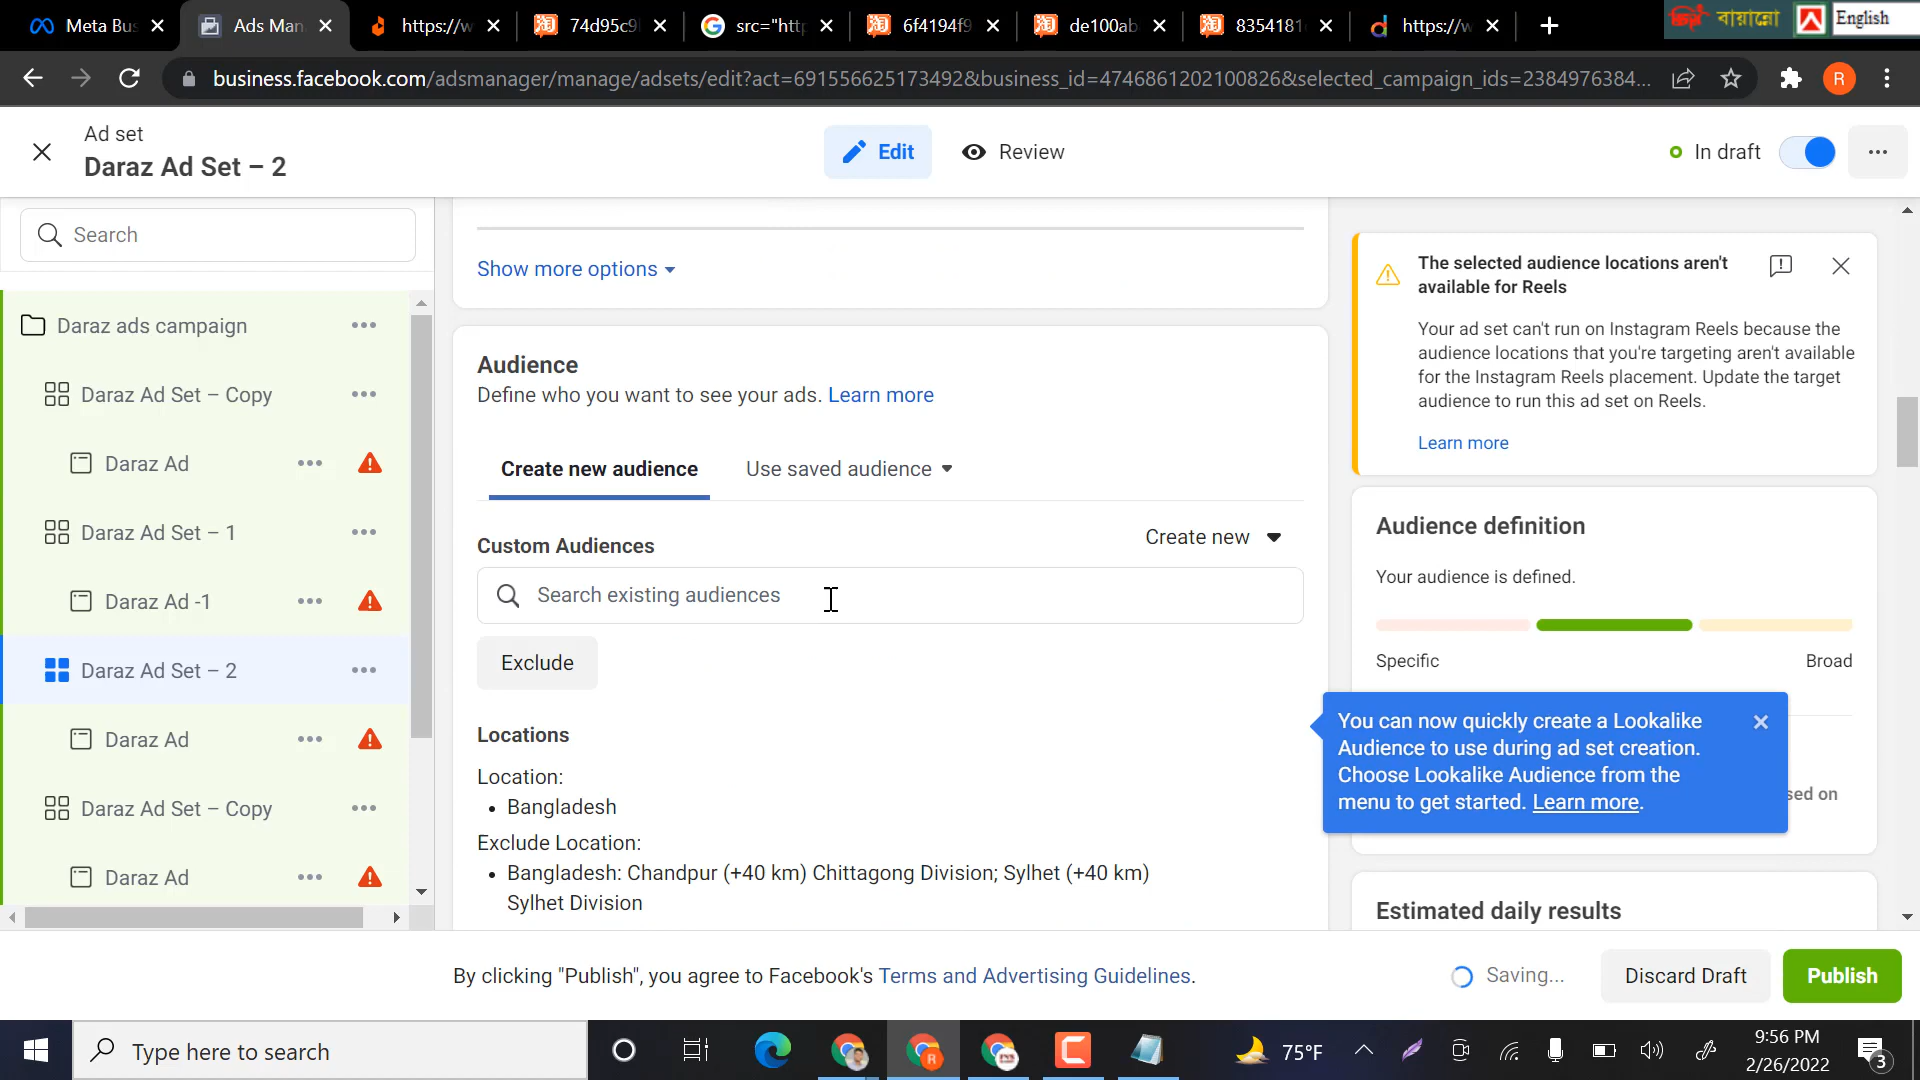 Meta Bus
Ads Man
https://w
74d95c9
src="http
6f4194f9
de100ab
8354181
https://w
বায়ান্নো
English
business.facebook.com/adsmanager/manage/adsets/edit?act=691556625173492&business_id=474686120210082­6&selected_campaign_ids=2384976384...
R
Ad set
Daraz Ad Set – 2
Edit
Review
In draft
Search
Daraz ads campaign
Daraz Ad Set – Copy
Daraz Ad
Daraz Ad Set – 1
Daraz Ad -1
Daraz Ad Set – 2
Daraz Ad
Daraz Ad Set – Copy
Daraz Ad
Show more options
Audience
Define who you want to see your ads. Learn more
Create new audience
Use saved audience
Custom Audiences
Create new
Search existing audiences
Exclude
Locations
Location:
• Bangladesh
Exclude Location:
• Bangladesh: Chandpur (+40 km) Chittagong Division; Sylhet (+40 km)
Sylhet Division
The selected audience locations aren't
available for Reels
Your ad set can't run on Instagram Reels because the
audience locations that you're targeting aren't available
for the Instagram Reels placement. Update the target
audience to run this ad set on Reels.
Learn more
Audience definition
Your audience is defined.
Specific
Broad
You can now quickly create a Lookalike
Audience to use during ad set creation.
Choose Lookalike Audience from the
menu to get started. Learn more.
sed on
Estimated daily results
By clicking "Publish", you agree to Facebook's Terms and Advertising Guidelines.
Saving...
Discard Draft
Publish
Type here to search
R
75°F
9:56 PM
2/26/2022
3